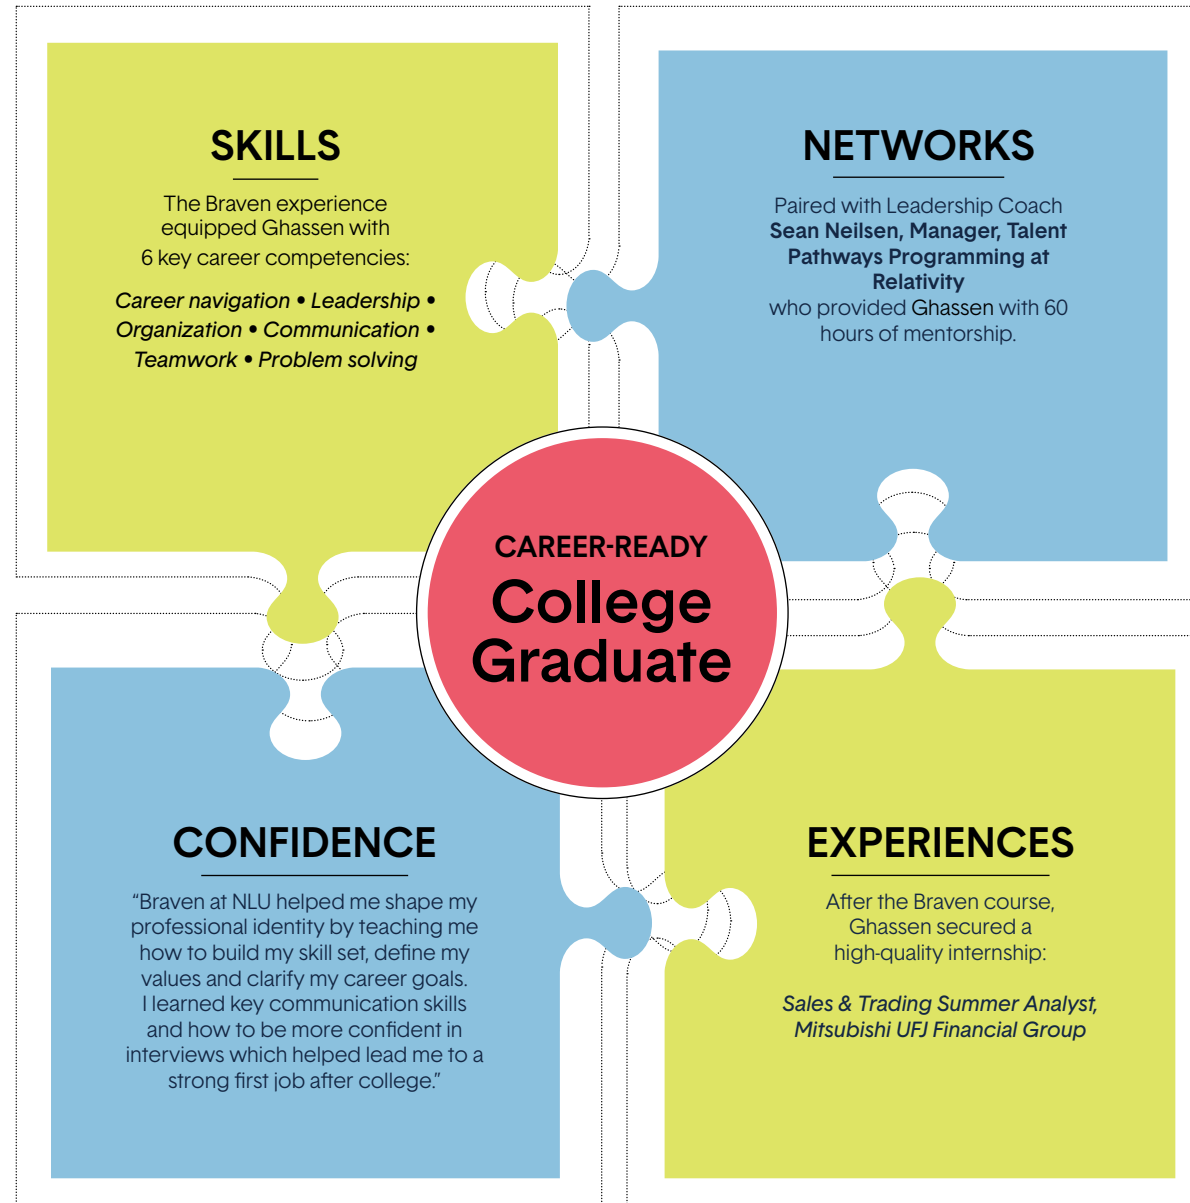 SKILLS
The Braven experience
equipped Ghassen with
6 key career competencies:
Career navigation • Leadership •
Organization • Communication •
Teamwork • Problem solving
NETWORKS
Paired with Leadership Coach
Sean Neilsen, Manager, Talent
Pathways Programming at
Relativity
who provided Ghassen with 60
hours of mentorship.
CAREER-READY
College
Graduate
CONFIDENCE
“Braven at NLU helped me shape my
professional identity by teaching me
how to build my skill set, define my
values and clarify my career goals.
I learned key communication skills
and how to be more confident in
interviews which helped lead me to a
strong first job after college.”
EXPERIENCES
After the Braven course,
Ghassen secured a
high-quality internship:
Sales & Trading Summer Analyst,
Mitsubishi UFJ Financial Group